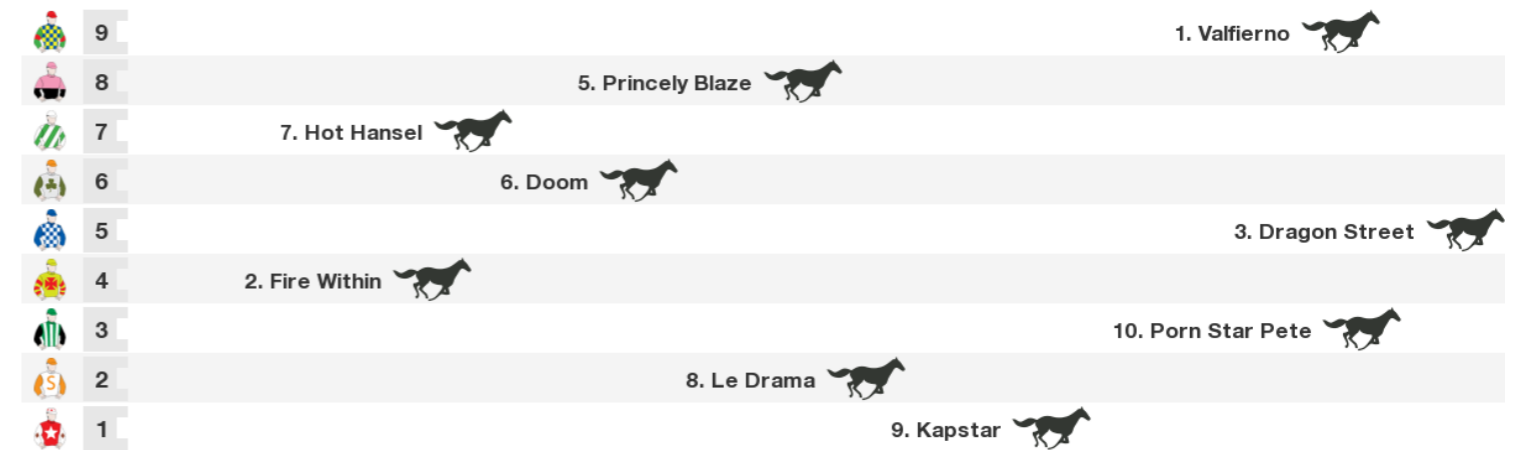 9 1. Valfierno
8 5. Princely Blaze
7 7. Hot Hansel
6 6. Doom
5 3. Dragon Street
4 2. Fire Within
3 10. Porn Star Pete
S 2 8. Le Drama
1 9. Kapstar